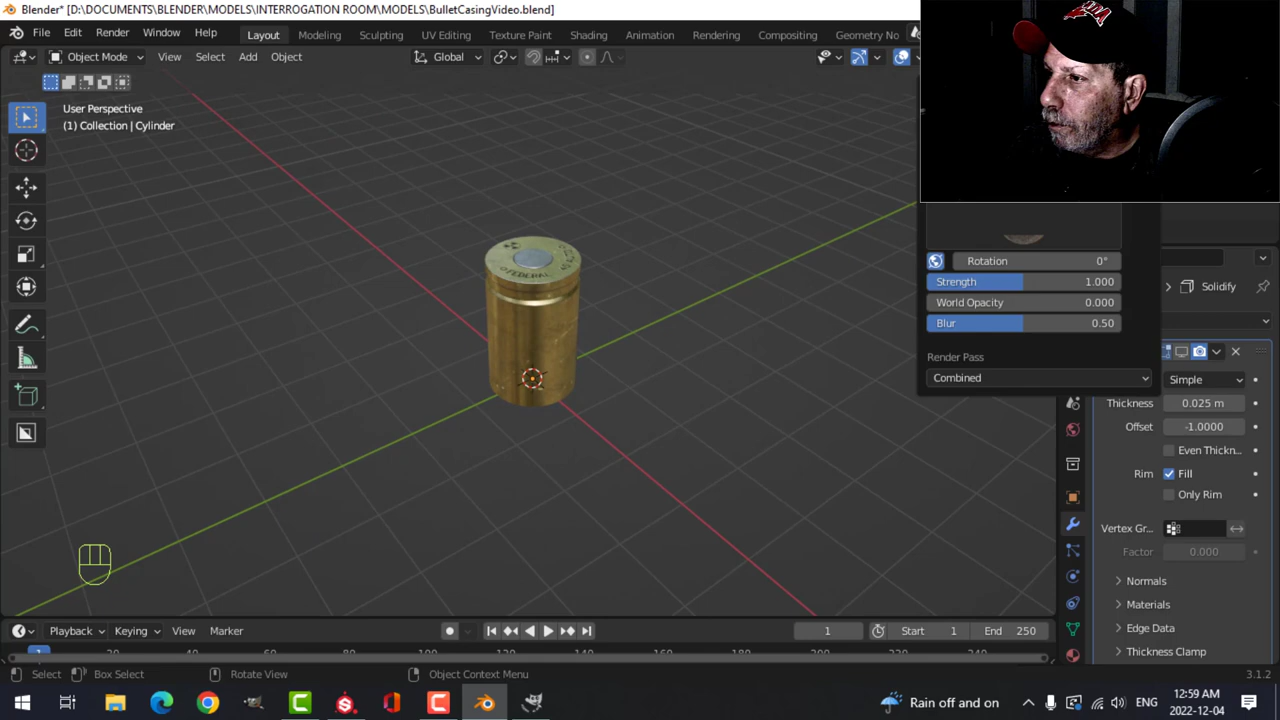 Blender* [D:\DOCUMENTS\BLENDER\MODELS\INTERROGATION ROOM\MODELS\BulletCasingVideo.blend]
File Edit Render Window Help Layout Modeling Sculpting UV Editing Texture Paint Shading Animation Rendering Compositing Geometry No
Object Mode View Select Add Object Global
User Perspective
(1) Collection | Cylinder
FEDERAL
Rotation 0°
Strength 1.000
World Opacity 0.000
Blur 0.50
Render Pass
Combined
Solidify
Simple
Thickness 0.025 m
Offset -1.0000
Even Thickn...
Rim Fill
Only Rim
Vertex Gr...
Factor 0.000
Normals
Materials
Edge Data
Thickness Clamp
Playback Keying View Marker 1 Start 1 End 250
Select Box Select Rotate View Object Context Menu 3.1.2
Rain off and on ENG 12:59 AM
2022-12-04